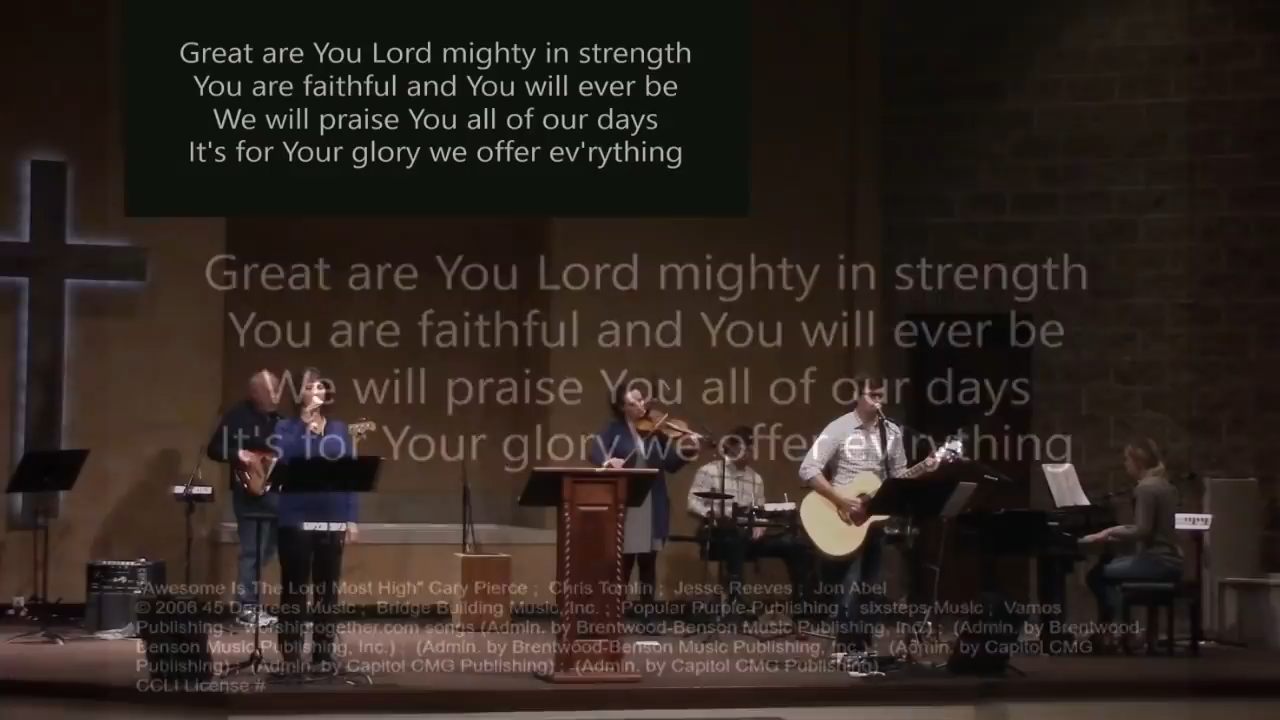 Great are You Lord mighty in strength
You are faithful and You will ever be
We will praise You all of our days
It's for Your glory we offer ev'rything
Great are You Lord mighty in strength
You are faithful and You will ever be
We will praise You all of our days
It's for Your glory we offer ev'rything
"Awesome Is The Lord Most High" Cary Pierce ; Chris Tomlin ; Jesse Reeves ; Jon Abel
© 2006 45 Degrees Music ; Bridge Building Music, Inc. ; Popular Purple Publishing ; sixsteps Music ; Vamos
Publishing ; worshiptogether.com songs (Admin. by Brentwood-Benson Music Publishing, Inc.) ; (Admin. by Brentwood-
Benson Music Publishing, Inc.) ; (Admin. by Brentwood-Benson Music Publishing, Inc.) ; (Admin. by Capitol CMG
Publishing) ; (Admin. by Capitol CMG Publishing) ; (Admin. by Capitol CMG Publishing)
CCLI License #